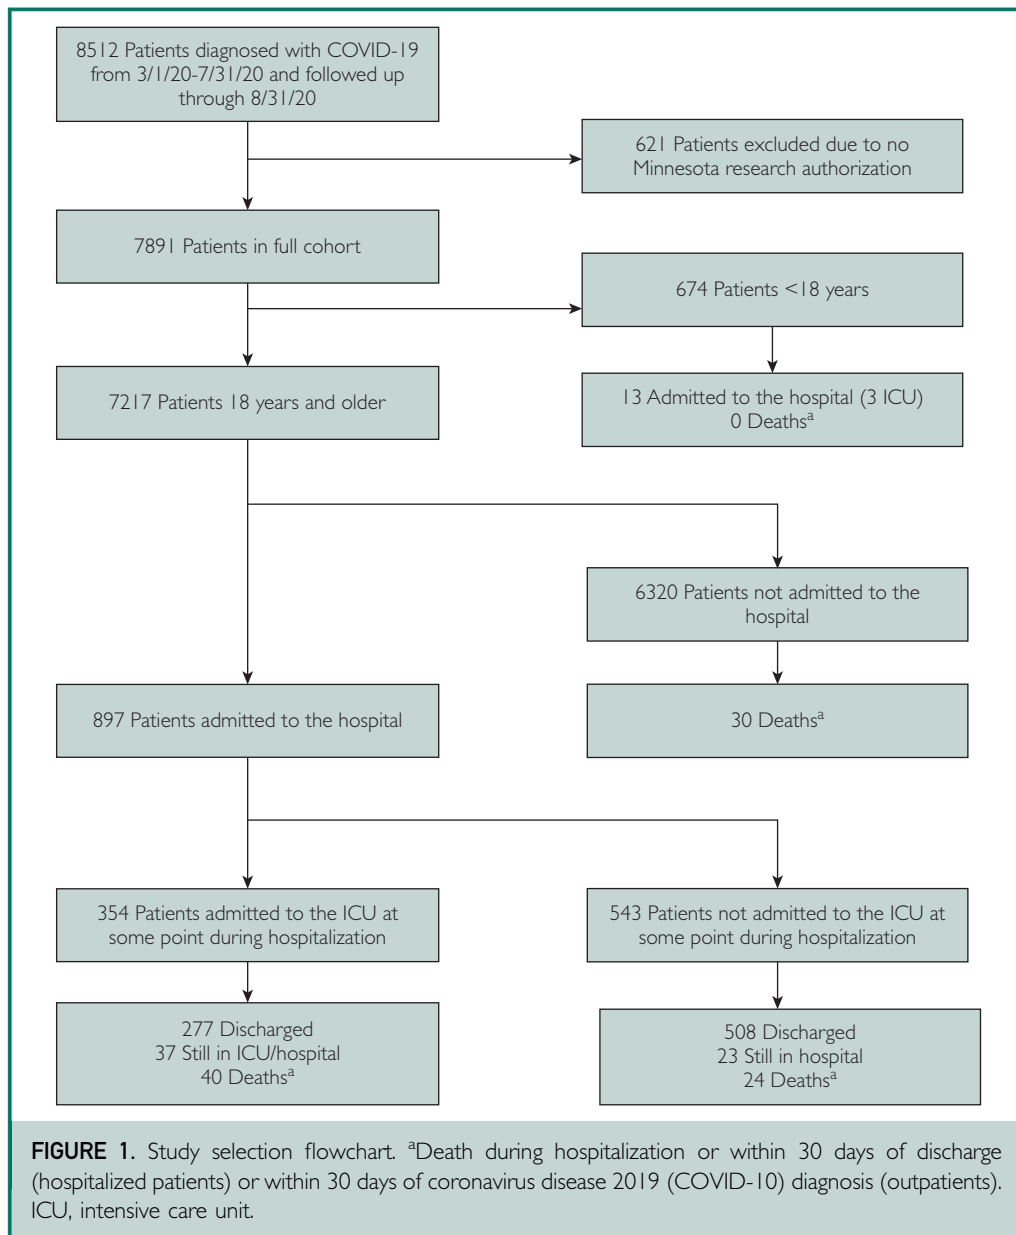 8512 Patients diagnosed with COVID-19
from 3/1/20-7/31/20 and followed up
through 8/31/20
621 Patients excluded due to no
Minnesota research authorization
7891 Patients in full cohort
674 Patients <18 years
13 Admitted to the hospital (3 ICU)
0 Deathsᵃ
7217 Patients 18 years and older
6320 Patients not admitted to the
hospital
30 Deathsᵃ
897 Patients admitted to the hospital
354 Patients admitted to the ICU at
some point during hospitalization
543 Patients not admitted to the ICU at
some point during hospitalization
277 Discharged
37 Still in ICU/hospital
40 Deathsᵃ
508 Discharged
23 Still in hospital
24 Deathsᵃ
FIGURE 1. Study selection flowchart. ᵃDeath during hospitalization or within 30 days of discharge
(hospitalized patients) or within 30 days of coronavirus disease 2019 (COVID-10) diagnosis (outpatients).
ICU, intensive care unit.